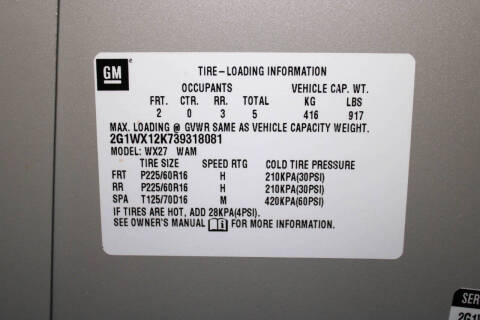 GM
TIRE-LOADING INFORMATION
OCCUPANTS VEHICLE CAP. WT.
FRT. CTR. RR. TOTAL KG LBS
2 0 3 5 416 917
MAX. LOADING @ GVWR SAME AS VEHICLE CAPACITY WEIGHT.
2G1WX12K739318081
MODEL: WX27 WAM
TIRE SIZE SPEED RTG COLD TIRE PRESSURE
FRT P225/60R16 H 210KPA(30PSI)
RR P225/60R16 H 210KPA(30PSI)
SPA T125/70D16 M 420KPA(60PSI)
IF TIRES ARE HOT, ADD 28KPA(4PSI).
SEE OWNER'S MANUAL FOR MORE INFORMATION.
SER